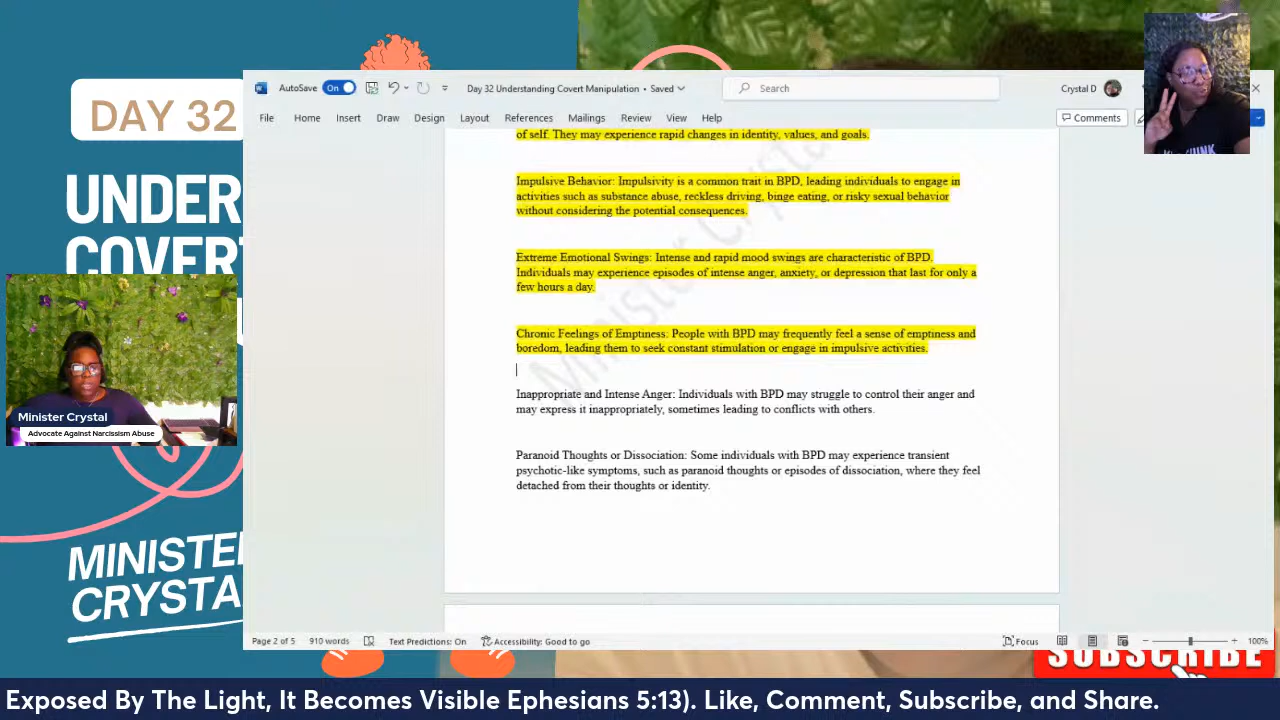 DAY 32
UNDER
COVERT
MINISTER
CRYSTA
AutoSave On
Day 32 Understanding Covert Manipulation • Saved
Search
Crystal D
File Home Insert Draw Design Layout References Mailings Review View Help
Comments
of self. They may experience rapid changes in identity, values, and goals.
Impulsive Behavior: Impulsivity is a common trait in BPD, leading individuals to engage in
activities such as substance abuse, reckless driving, binge eating, or risky sexual behavior
without considering the potential consequences.
Extreme Emotional Swings: Intense and rapid mood swings are characteristic of BPD.
Individuals may experience episodes of intense anger, anxiety, or depression that last for only a
few hours a day.
Chronic Feelings of Emptiness: People with BPD may frequently feel a sense of emptiness and
boredom, leading them to seek constant stimulation or engage in impulsive activities.
Inappropriate and Intense Anger: Individuals with BPD may struggle to control their anger and
may express it inappropriately, sometimes leading to conflicts with others.
Paranoid Thoughts or Dissociation: Some individuals with BPD may experience transient
psychotic-like symptoms, such as paranoid thoughts or episodes of dissociation, where they feel
detached from their thoughts or identity.
Minister Crystal
Minister Crystal
Advocate Against Narcissism Abuse
Page 2 of 5 910 words Text Predictions: On Accessibility: Good to go Focus 100%
SUBSCRIBE
Exposed By The Light, It Becomes Visible Ephesians 5:13). Like, Comment, Subscribe, and Share.